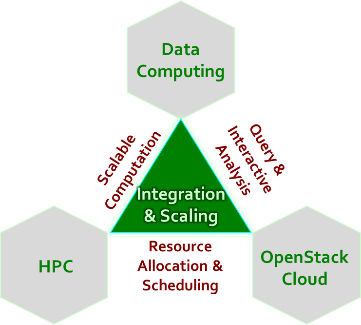 Data
Computing
Scalable
Computation
Query &
Interactive
Analysis
Integration
& Scaling
HPC
Resource
Allocation &
Scheduling
OpenStack
Cloud